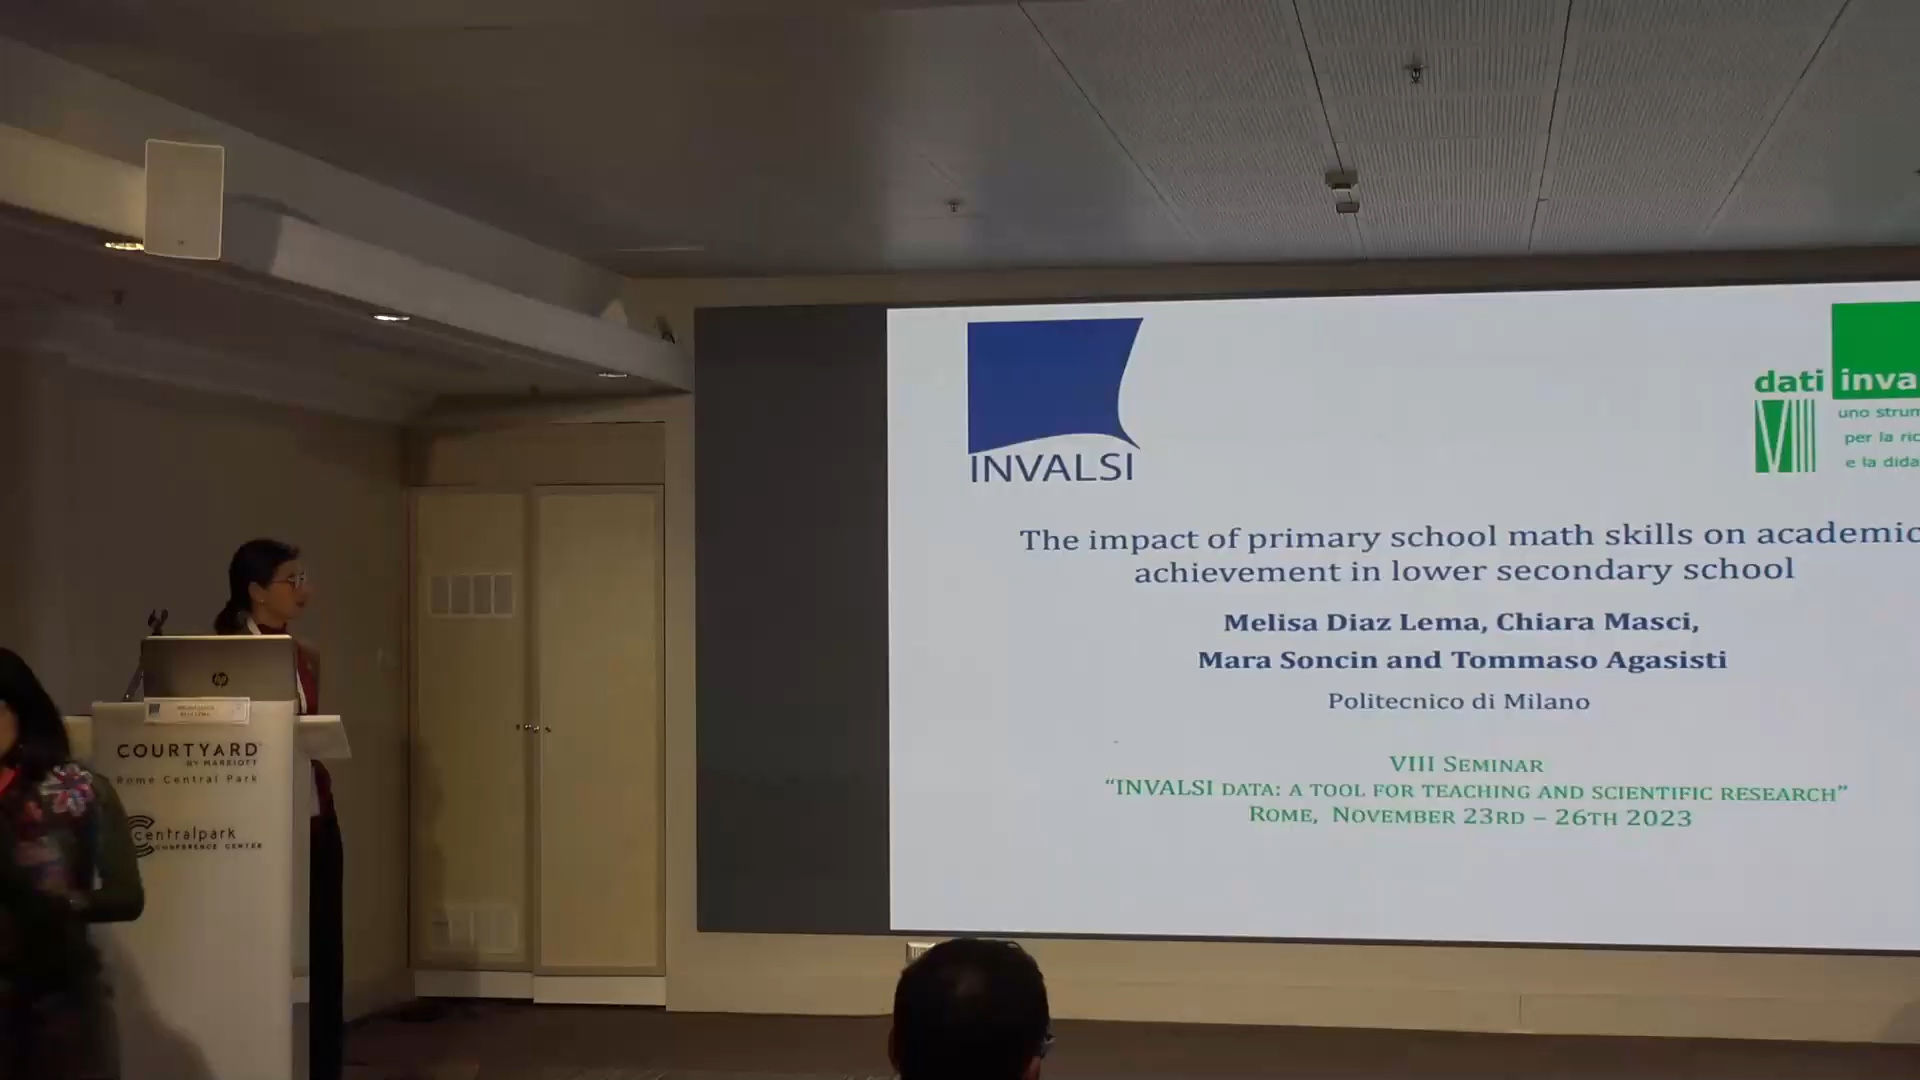 INVALSI
dati inva
uno strum
per la ric
e la dida
VIII
The impact of primary school math skills on academic
achievement in lower secondary school
Melisa Diaz Lema, Chiara Masci,
Mara Soncin and Tommaso Agasisti
Politecnico di Milano
VIII SEMINAR
“INVALSI DATA: A TOOL FOR TEACHING AND SCIENTIFIC RESEARCH”
ROME, NOVEMBER 23RD – 26TH 2023
hp
COURTYARD
BY MARRIOTT
Rome Central Park
centralpark
CONFERENCE CENTER